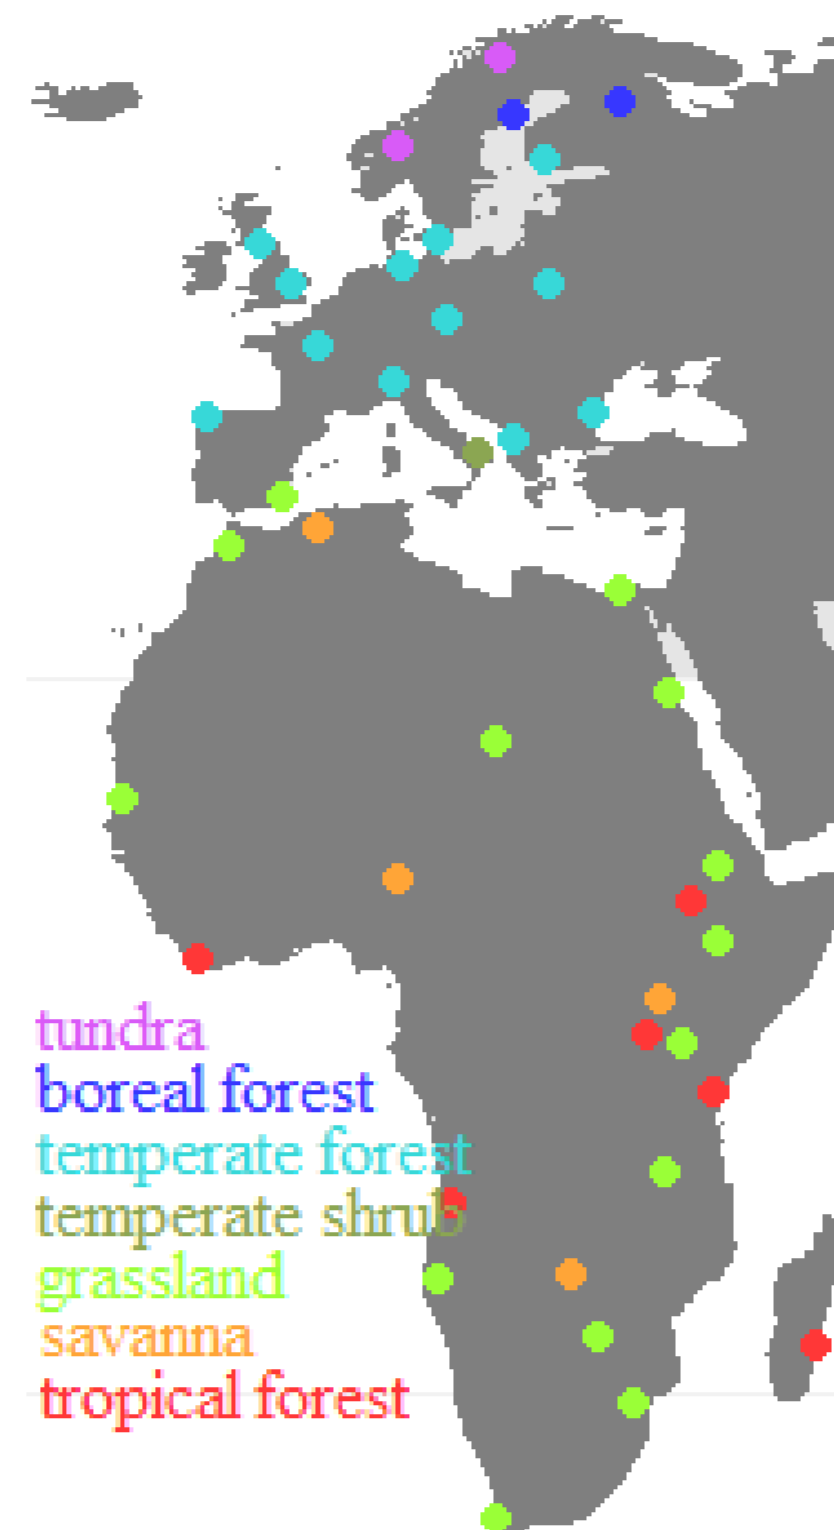 tundra
boreal forest
temperate forest
temperate shrub
grassland
savanna
tropical forest